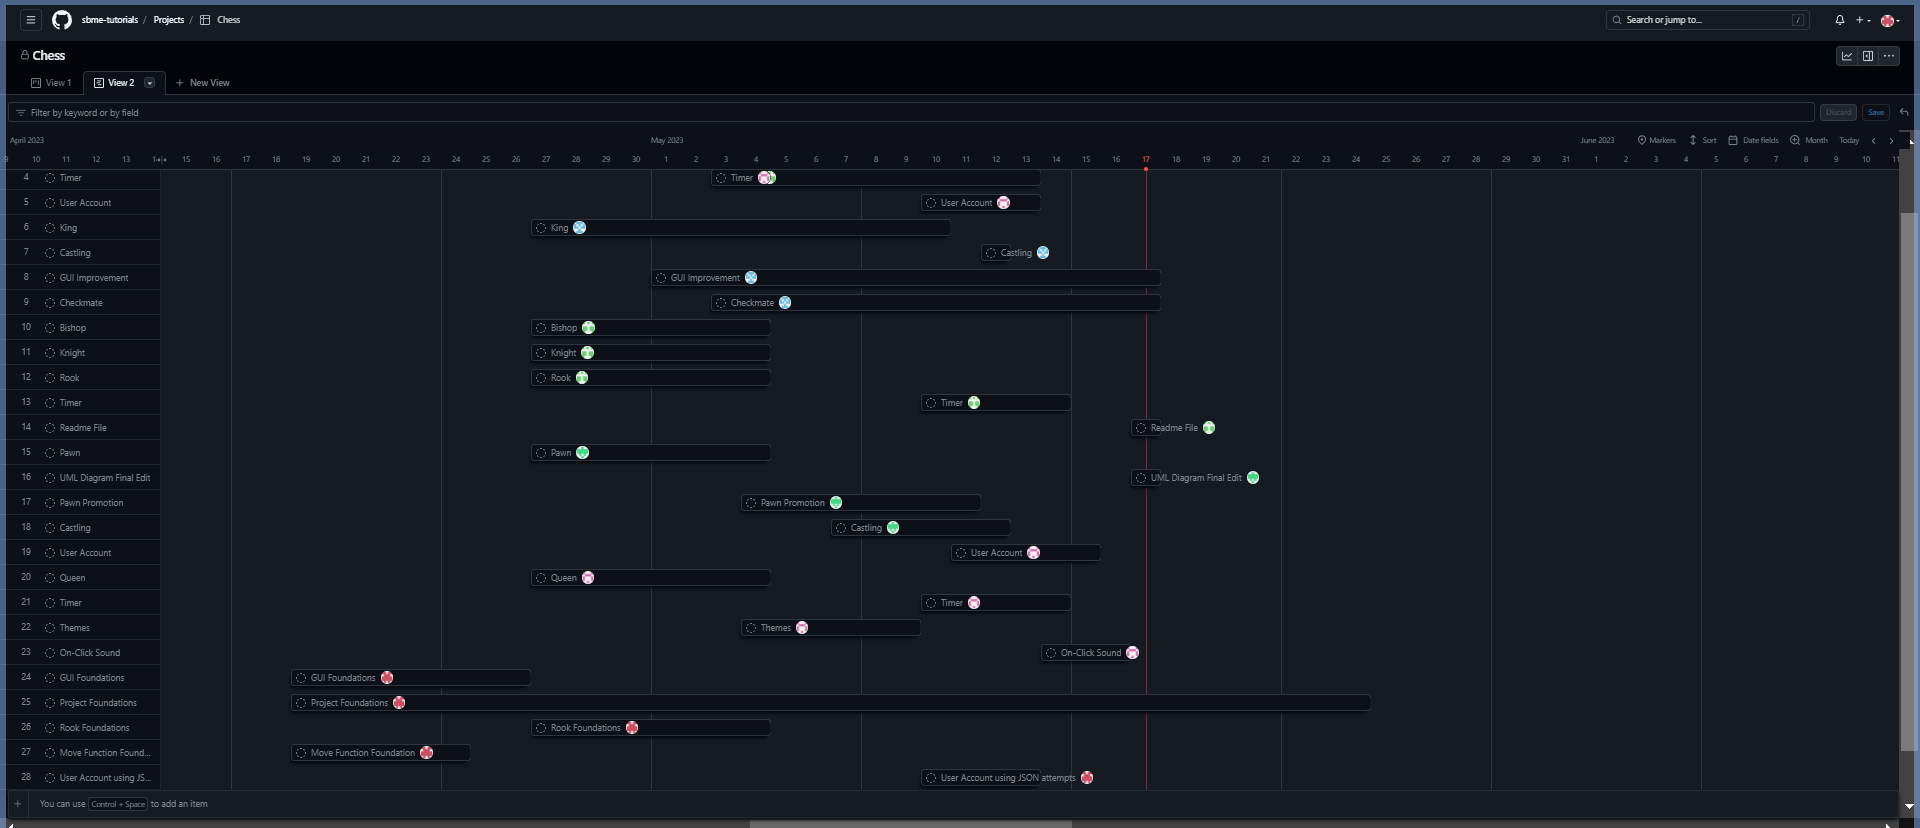 sbme-tutorials / Projects / Chess
Search or jump to... /
Chess
View 1 View 2 + New View
Filter by keyword or by field
Discard Save
April 2023 May 2023 June 2023 Markers Sort Date fields Month Today
9 10 11 12 13 14 18 19 20 21 22 23 24 25 26 27 28 29 30 1 2 3 4 5 6 7 8 9 10 11 12 13 14 15 16 17 18 19 20 21 22 23 24 25 26 27 28 29 30 31 1 2 3 4 5 6 7 8 9 10 11
4 Timer Timer
5 User Account User Account
6 King King
7 Castling Castling
8 GUI Improvement GUI Improvement
9 Checkmate Checkmate
10 Bishop Bishop
11 Knight Knight
12 Rook Rook
13 Timer Timer
14 Readme File Readme File
15 Pawn Pawn
16 UML Diagram Final Edit UML Diagram Final Edit
17 Pawn Promotion Pawn Promotion
18 Castling Castling
19 User Account User Account
20 Queen Queen
21 Timer Timer
22 Themes Themes
23 On-Click Sound On-Click Sound
24 GUI Foundations GUI Foundations
25 Project Foundations Project Foundations
26 Rook Foundations Rook Foundations
27 Move Function Found... Move Function Foundation
28 User Account using JS... User Account using JSON attempts
+ You can use Control + Space to add an item